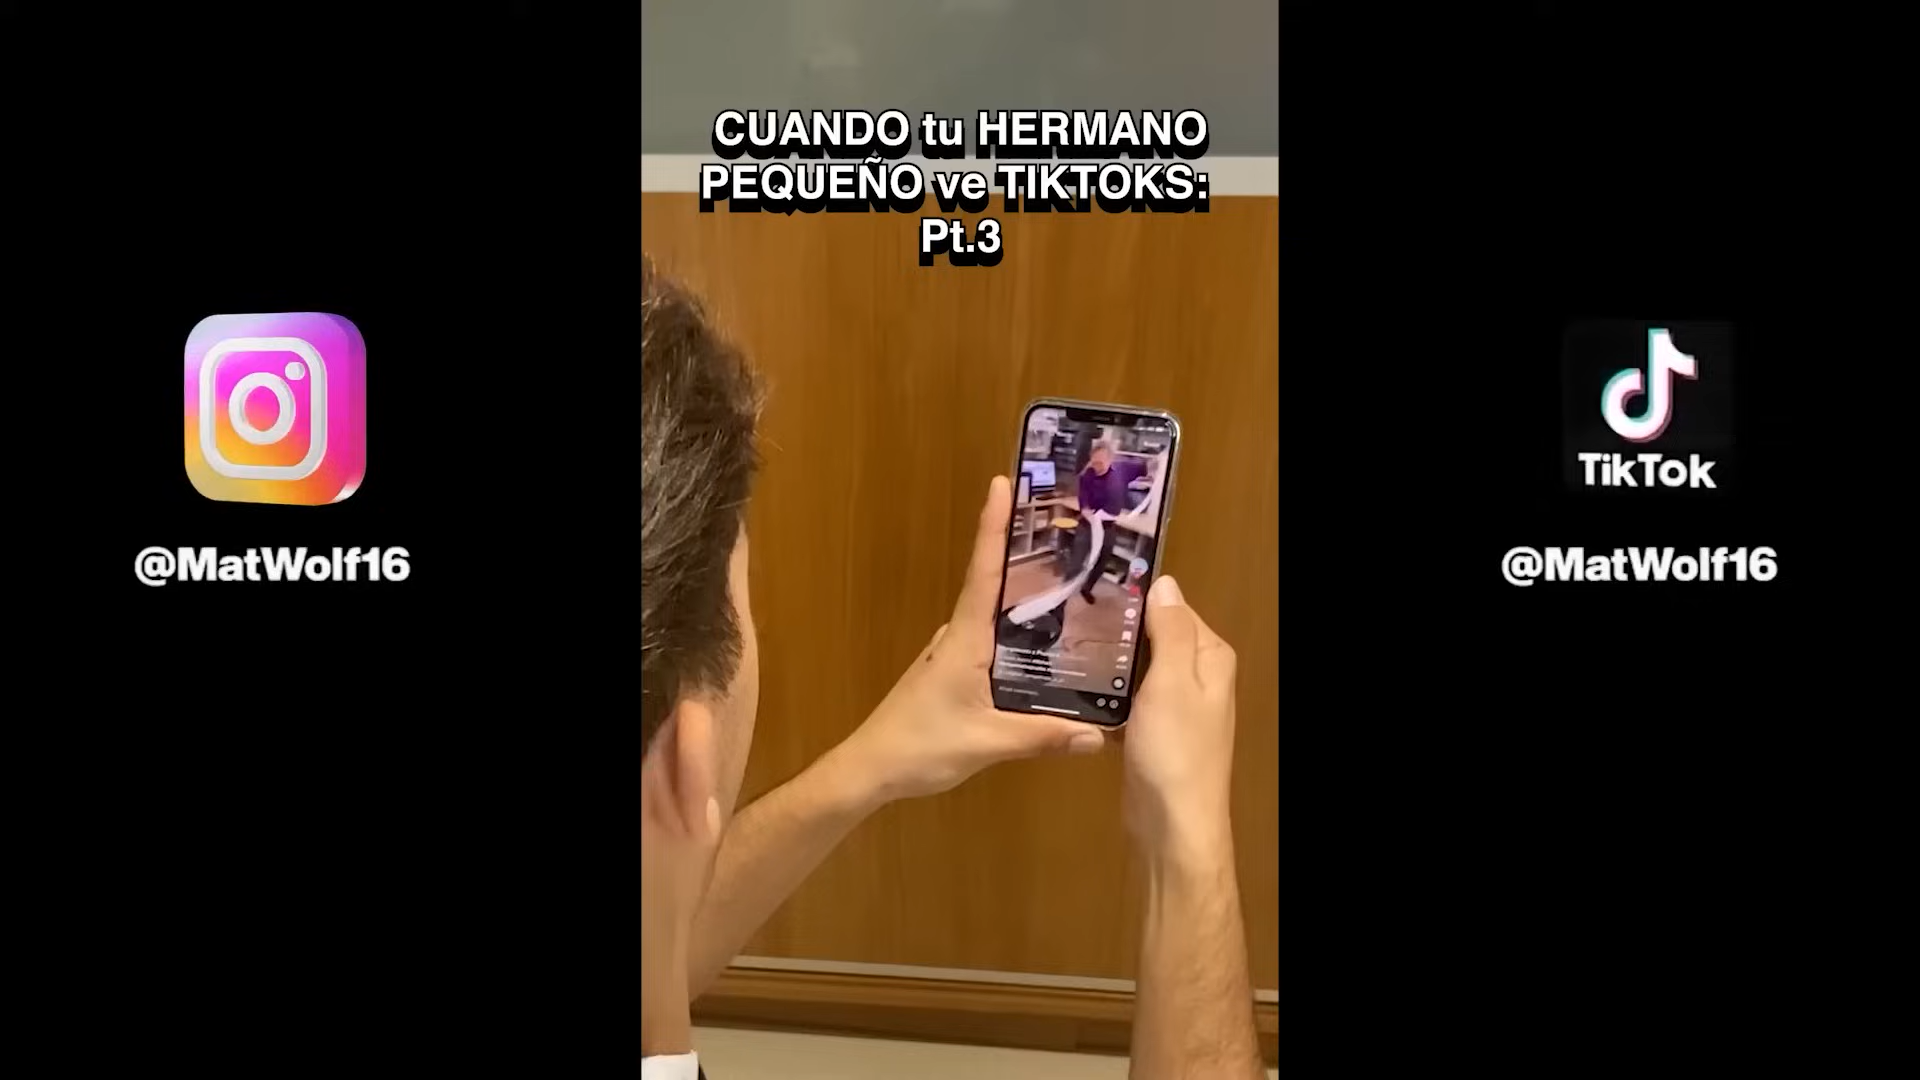 CUANDO tu HERMANO
PEQUEÑO ve TIKTOKS:
Pt.3
@MatWolf16
TikTok
@MatWolf16